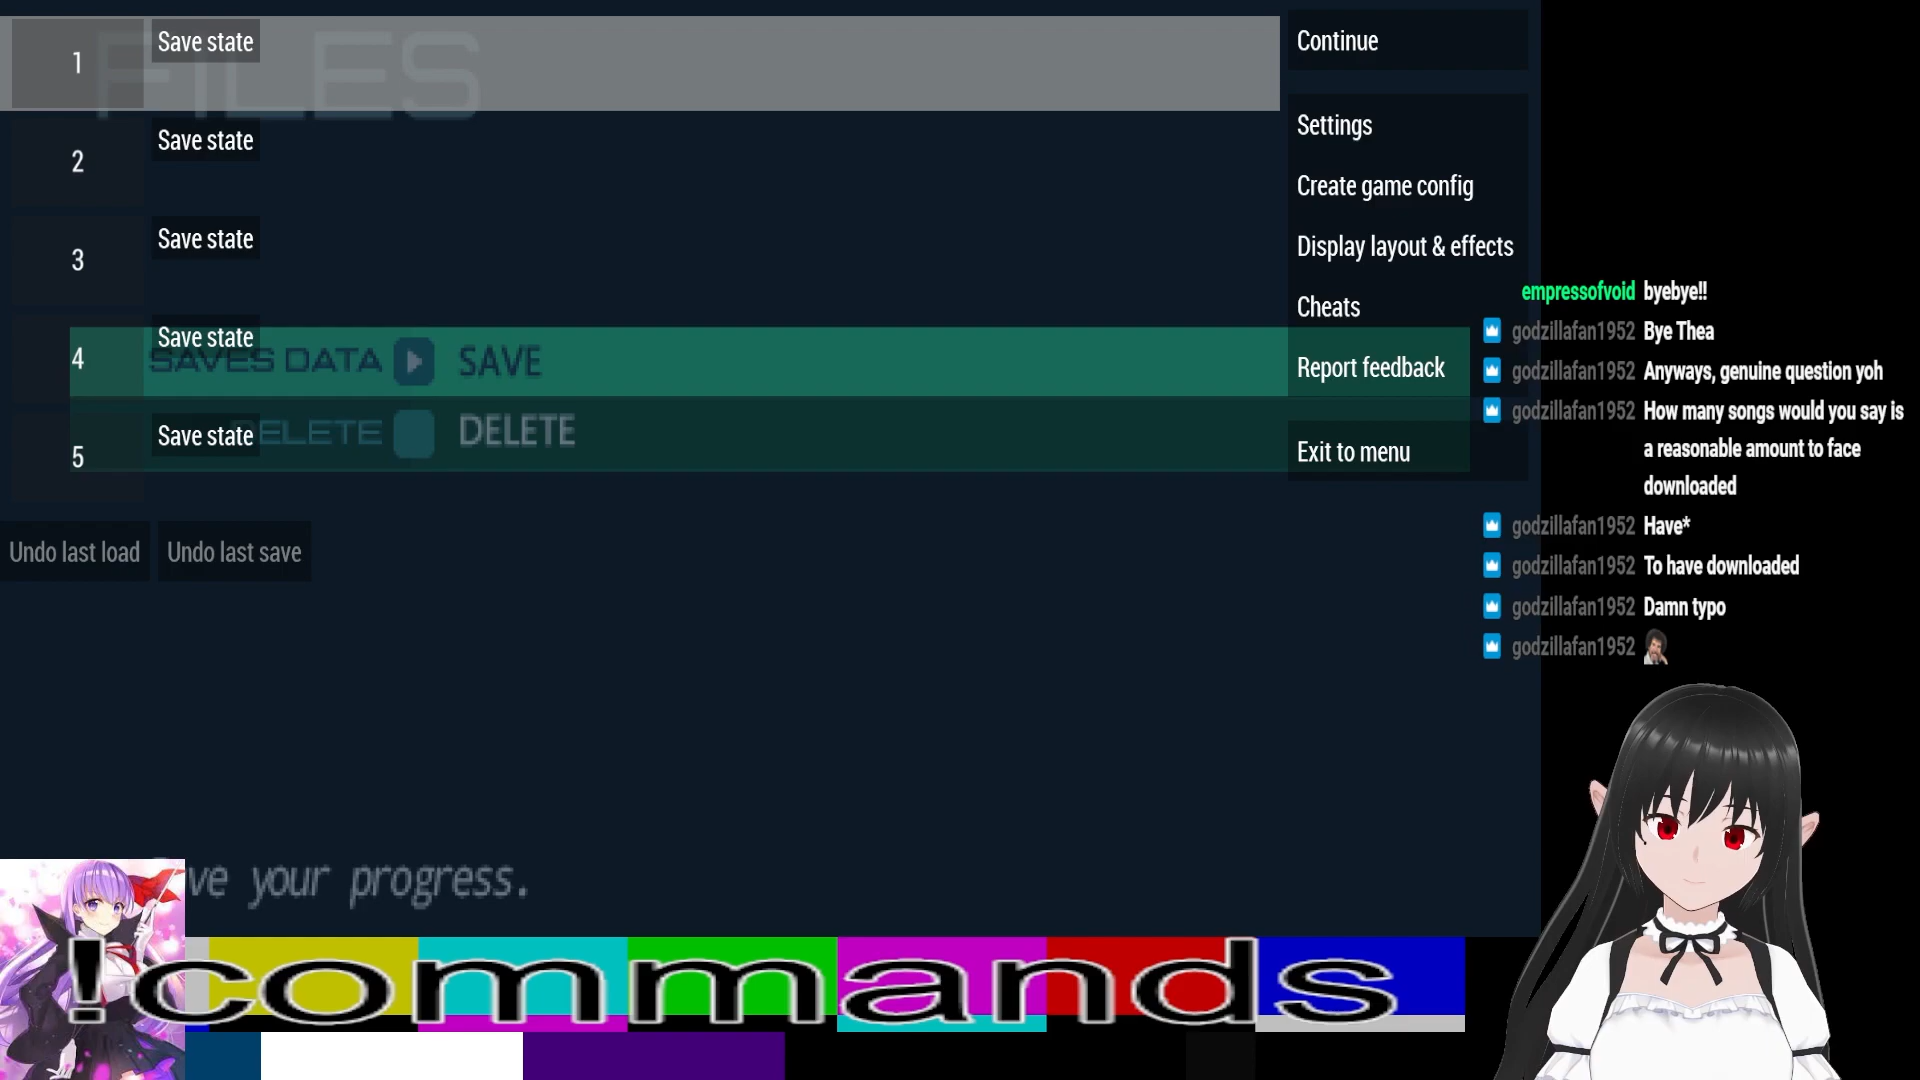 FILES
1
Save state
2
Save state
3
Save state
4
Save state
5
Save state
SAVES DATA SAVE
DELETE DELETE
Undo last load
Undo last save
ve your progress.
Continue
Settings
Create game config
Display layout & effects
Cheats
Report feedback
Exit to menu
empressofvoid byebye!!
godzillafan1952 Bye Thea
godzillafan1952 Anyways, genuine question yoh
godzillafan1952 How many songs would you say is
a reasonable amount to face
downloaded
godzillafan1952 Have*
godzillafan1952 To have downloaded
godzillafan1952 Damn typo
godzillafan1952
!commands